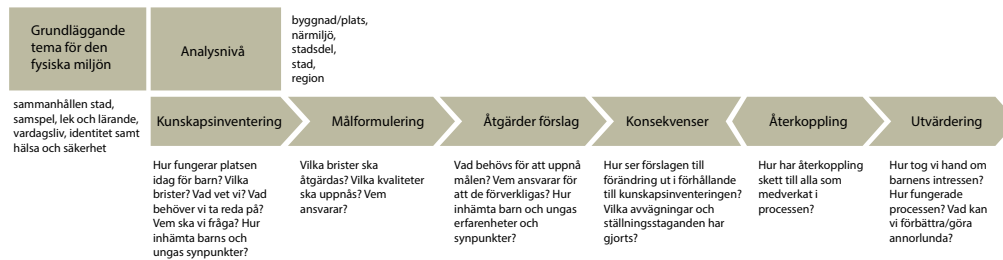 Grundläggande
tema för den
fysiska miljön
Analysnivå
byggnad/plats,
närmiljö,
stadsdel,
stad,
region
sammanhållen stad,
samspel, lek och lärande,
vardagsliv, identitet samt
hälsa och säkerhet
Kunskapsinventering
Målformulering
Åtgärder förslag
Konsekvenser
Återkoppling
Utvärdering
Hur fungerar platsen
idag för barn? Vilka
brister? Vad vet vi? Vad
behöver vi ta reda på?
Vem ska vi fråga? Hur
inhämta barns och
ungas synpunkter?
Vilka brister ska
åtgärdas? Vilka kvaliteter
ska uppnås? Vem
ansvarar?
Vad behövs för att uppnå
målen? Vem ansvarar för
att de förverkligas? Hur
inhämta barn och ungas
erfarenheter och
synpunkter?
Hur ser förslagen till
förändring ut i förhållande
till kunskapsinventeringen?
Vilka avvägningar och
ställningsstaganden har
gjorts?
Hur har återkoppling
skett till alla som
medverkat i
processen?
Hur tog vi hand om
barnens intressen?
Hur fungerade
processen? Vad kan
vi förbättra/göra
annorlunda?